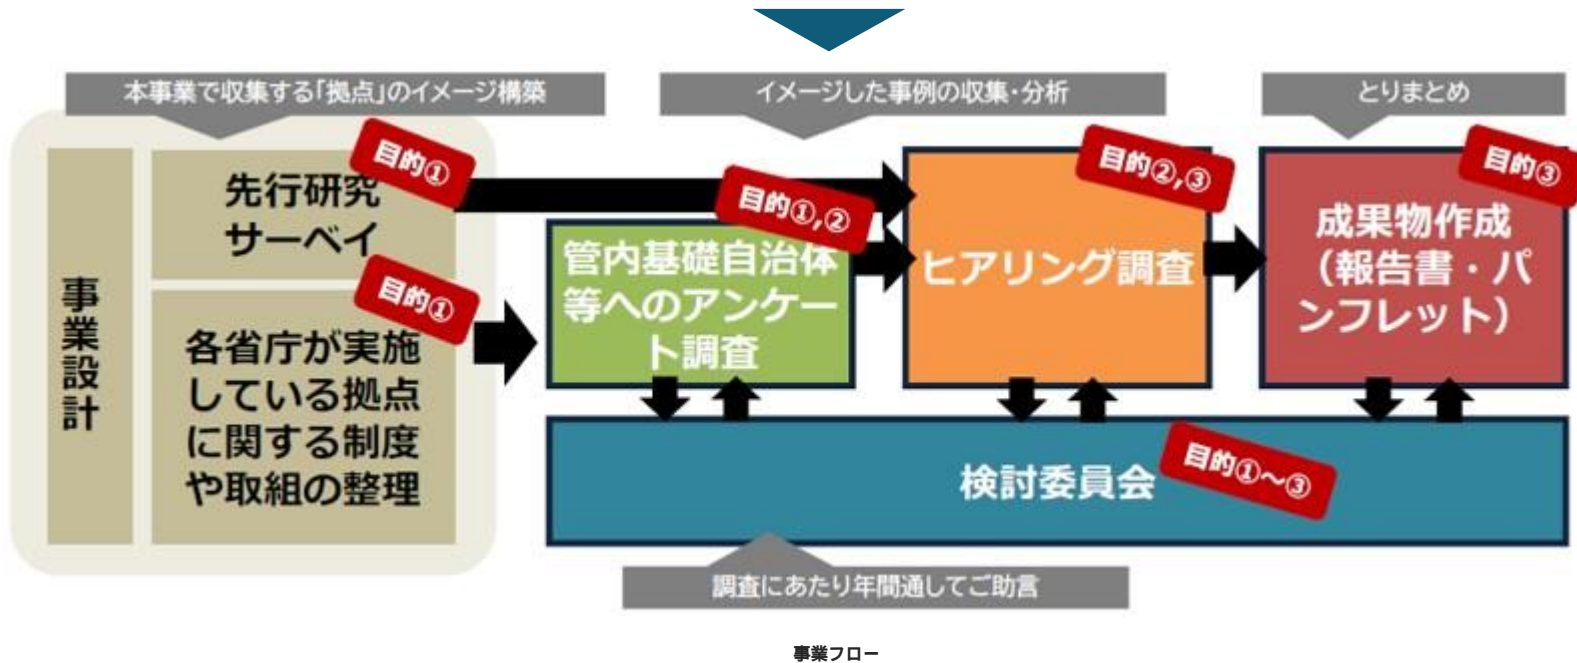 本事業で収集する「拠点」のイメージ構築
イメージした事例の収集・分析
とりまとめ
事業設計
先行研究
サーベイ
目的①
各省庁が実施
している拠点
に関する制度
や取組の整理
目的①
管内基礎自治体
等へのアンケー
ト調査
目的①,②
ヒアリング調査
目的②,③
成果物作成
（報告書・パ
ンフレット）
目的③
検討委員会
目的①～③
調査にあたり年間通してご助言
事業フロー